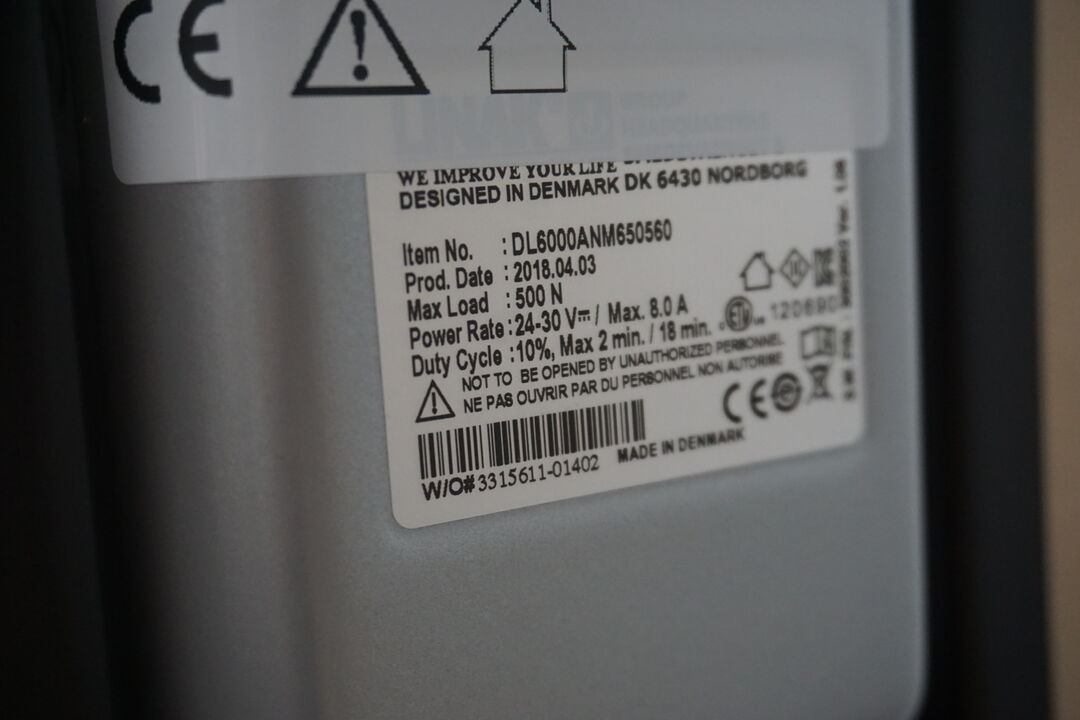 LINAK
WE IMPROVE YOUR LIFE
DESIGNED IN DENMARK DK 6430 NORDBORG
Item No. : DL6000ANM650560
Prod. Date : 2018.04.03
Max Load : 500 N
Power Rate : 24-30 V⎓ / Max. 8.0 A
Duty Cycle : 10%, Max 2 min. / 18 min.
NOT TO BE OPENED BY UNAUTHORIZED PERSONNEL
NE PAS OUVRIR PAR DU PERSONNEL NON AUTORISE
W/O# 3315611-01402
MADE IN DENMARK
CE
CE